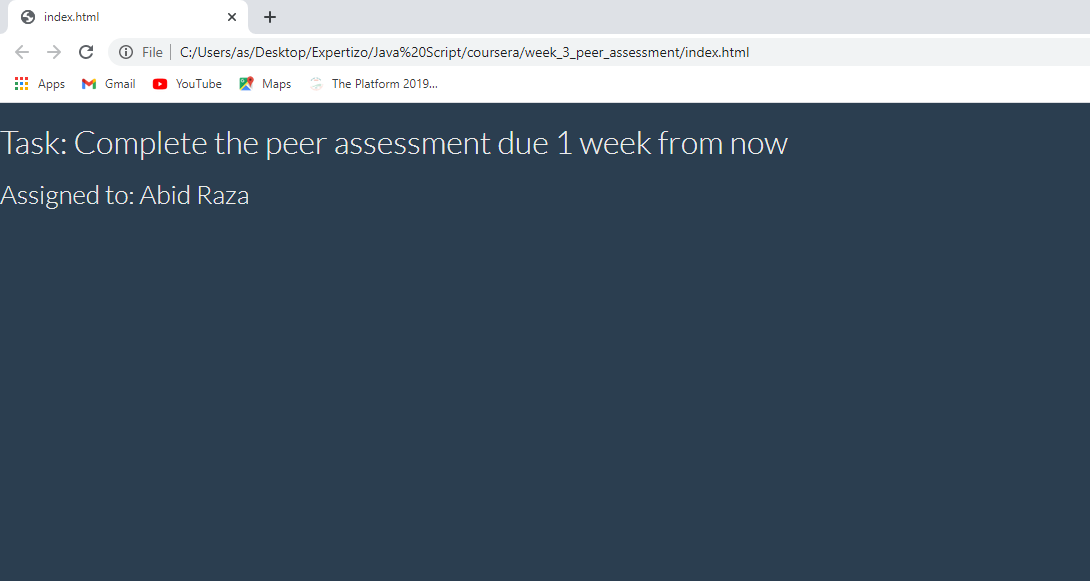 index.html
File C:/Users/as/Desktop/Expertizo/Java%20Script/coursera/week_3_peer_assessment/index.html
Apps Gmail YouTube Maps The Platform 2019...
Task: Complete the peer assessment due 1 week from now
Assigned to: Abid Raza